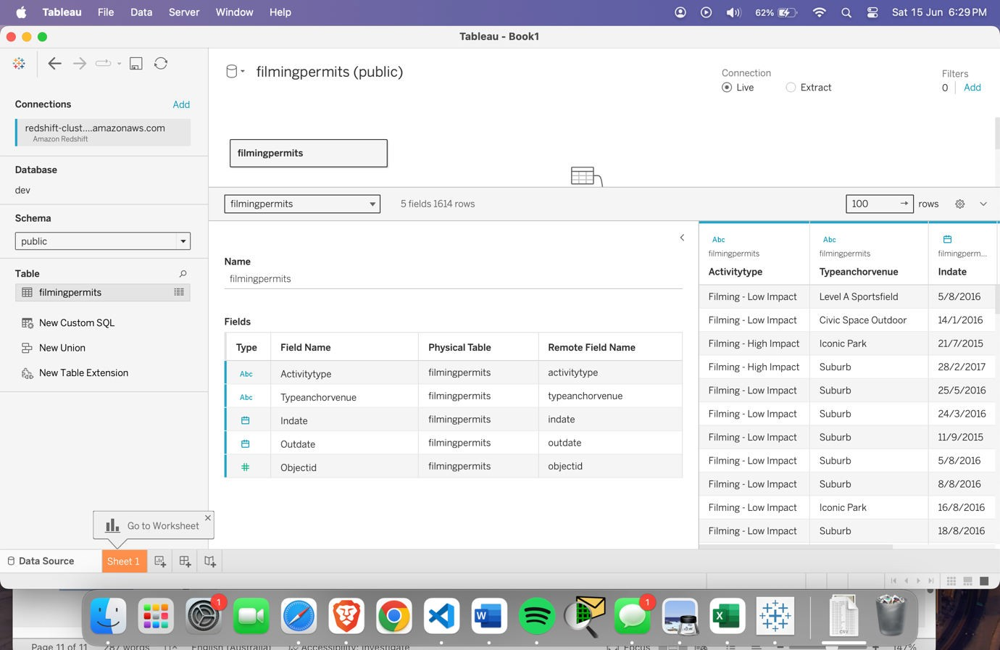 Tableau File Data Server Window Help 62% Sat 15 Jun 6:29 PM
Tableau - Book1
filmingpermits (public)
Connection
Live Extract
Filters
0 Add
Connections Add
redshift-clust....amazonaws.com
Amazon Redshift
Database
dev
Schema
public
Table
filmingpermits
New Custom SQL
New Union
New Table Extension
filmingpermits
filmingpermits 5 fields 1614 rows 100 rows
Name
filmingpermits
Fields
Type Field Name Physical Table Remote Field Name
Abc Activitytype filmingpermits activitytype
Abc Typeanchorvenue filmingpermits typeanchorvenue
Indate filmingpermits indate
Outdate filmingpermits outdate
# Objectid filmingpermits objectid
Abc Abc
filmingpermits filmingpermits filmingperm...
Activitytype Typeanchorvenue Indate
Filming - Low Impact Level A Sportsfield 5/8/2016
Filming - Low Impact Civic Space Outdoor 14/1/2016
Filming - High Impact Iconic Park 21/7/2015
Filming - High Impact Suburb 28/2/2017
Filming - Low Impact Suburb 25/5/2016
Filming - Low Impact Suburb 24/3/2016
Filming - Low Impact Suburb 11/9/2015
Filming - Low Impact Suburb 5/8/2016
Filming - Low Impact Suburb 8/8/2016
Filming - Low Impact Iconic Park 16/8/2016
Filming - Low Impact Suburb 18/8/2016
Go to Worksheet
Data Source Sheet 1
1
W
1
X
CSV
Page 11 of 11 287 words English (Australia) Accessibility: Investigate Focus 147%